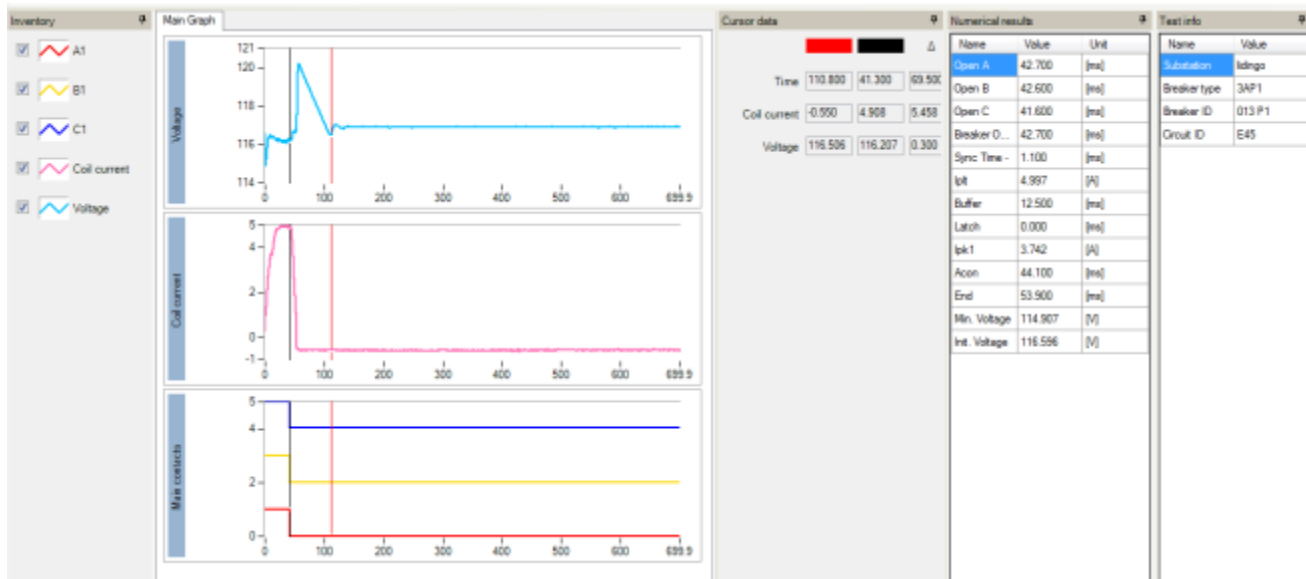 Inventory
A1
B1
C1
Coil current
Voltage
Main Graph
Voltage
121
120
118
116
114
0 100 200 300 400 500 600 699.9
Coil current
5
4
2
0
-1
0 100 200 300 400 500 600 699.9
Main contacts
5
4
2
0
0 100 200 300 400 500 600 699.9
Cursor data
Δ
Time 110.800 41.300 69.500
Coil current -0.550 4.908 5.458
Voltage 116.506 116.207 0.300
Numerical results
Name Value Unit
Open A 42.700 [ms]
Open B 42.600 [ms]
Open C 41.600 [ms]
Breaker O... 42.700 [ms]
Sync Time - 1.100 [ms]
Iplt 4.997 [A]
Buffer 12.500 [ms]
Latch 0.000 [ms]
Ipk1 3.742 [A]
Acon 44.100 [ms]
End 53.900 [ms]
Min. Voltage 114.907 [V]
Init. Voltage 116.596 [V]
Test info
Name Value
Substation lidingo
Breaker type 3AP1
Breaker ID 013 P1
Circuit ID E45